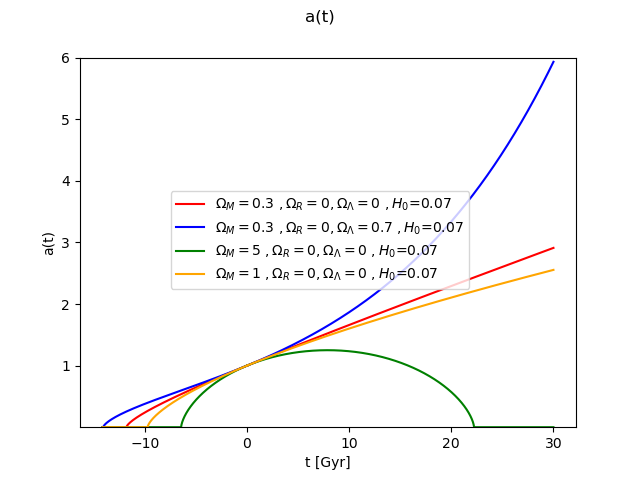 a(t)
6
5
4
3
2
1
a(t)
Ω_M = 0.3 , Ω_R = 0, Ω_Λ = 0 , H_0=0.07
Ω_M = 0.3 , Ω_R = 0, Ω_Λ = 0.7 , H_0=0.07
Ω_M = 5 , Ω_R = 0, Ω_Λ = 0 , H_0=0.07
Ω_M = 1 , Ω_R = 0, Ω_Λ = 0 , H_0=0.07
−10 0 10 20 30
t [Gyr]